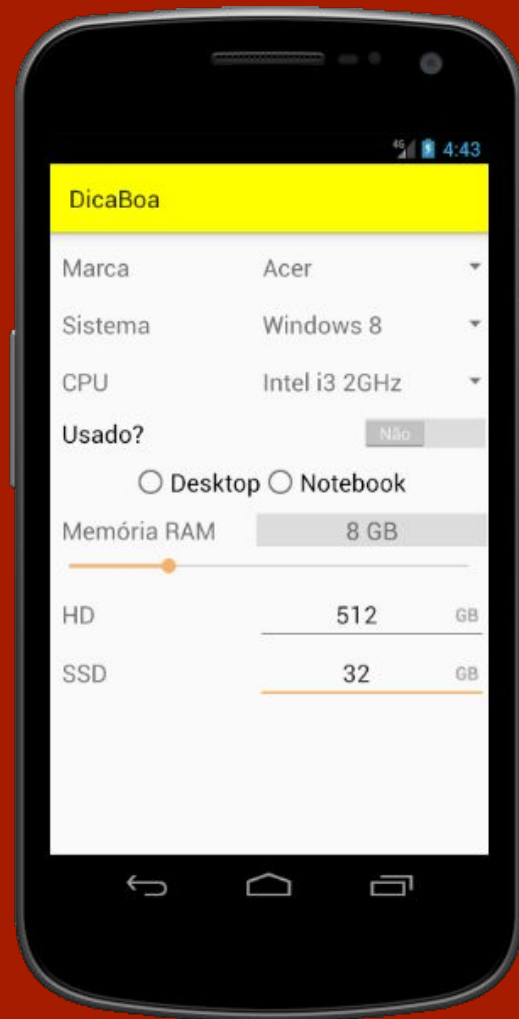 4G 4:43
DicaBoa
Marca Acer
Sistema Windows 8
CPU Intel i3 2GHz
Usado? Não
Desktop Notebook
Memória RAM 8 GB
HD 512 GB
SSD 32 GB